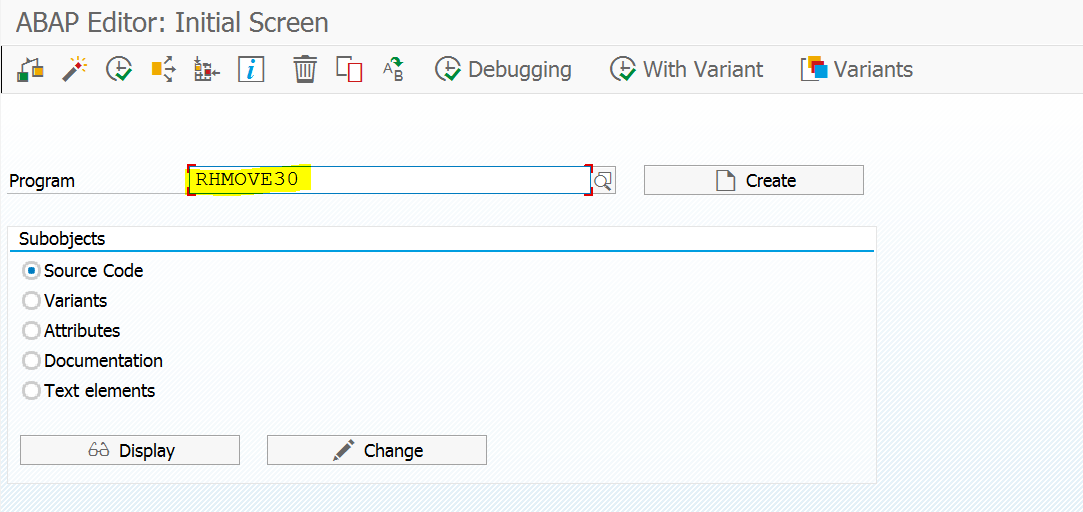 ABAP Editor: Initial Screen
Debugging With Variant Variants
Program RHMOVE30 Create
Subobjects
Source Code
Variants
Attributes
Documentation
Text elements
Display Change